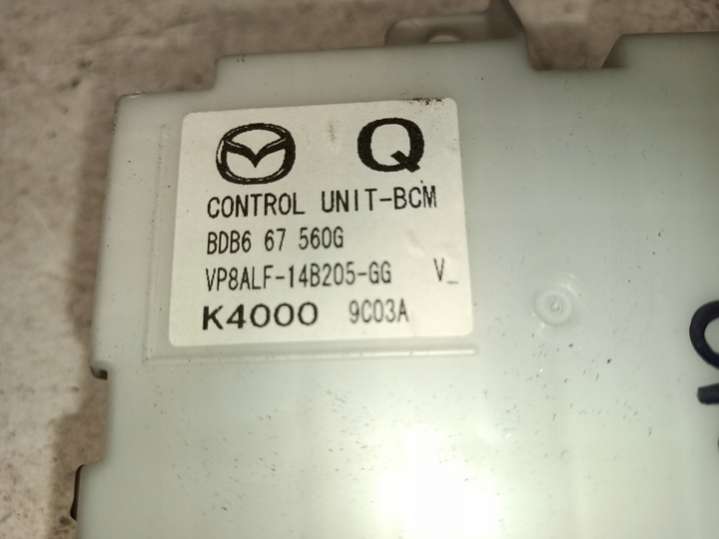 Q
CONTROL UNIT-BCM
BDB6 67 560G
VP8ALF-14B205-GG V_
K4000 9C03A